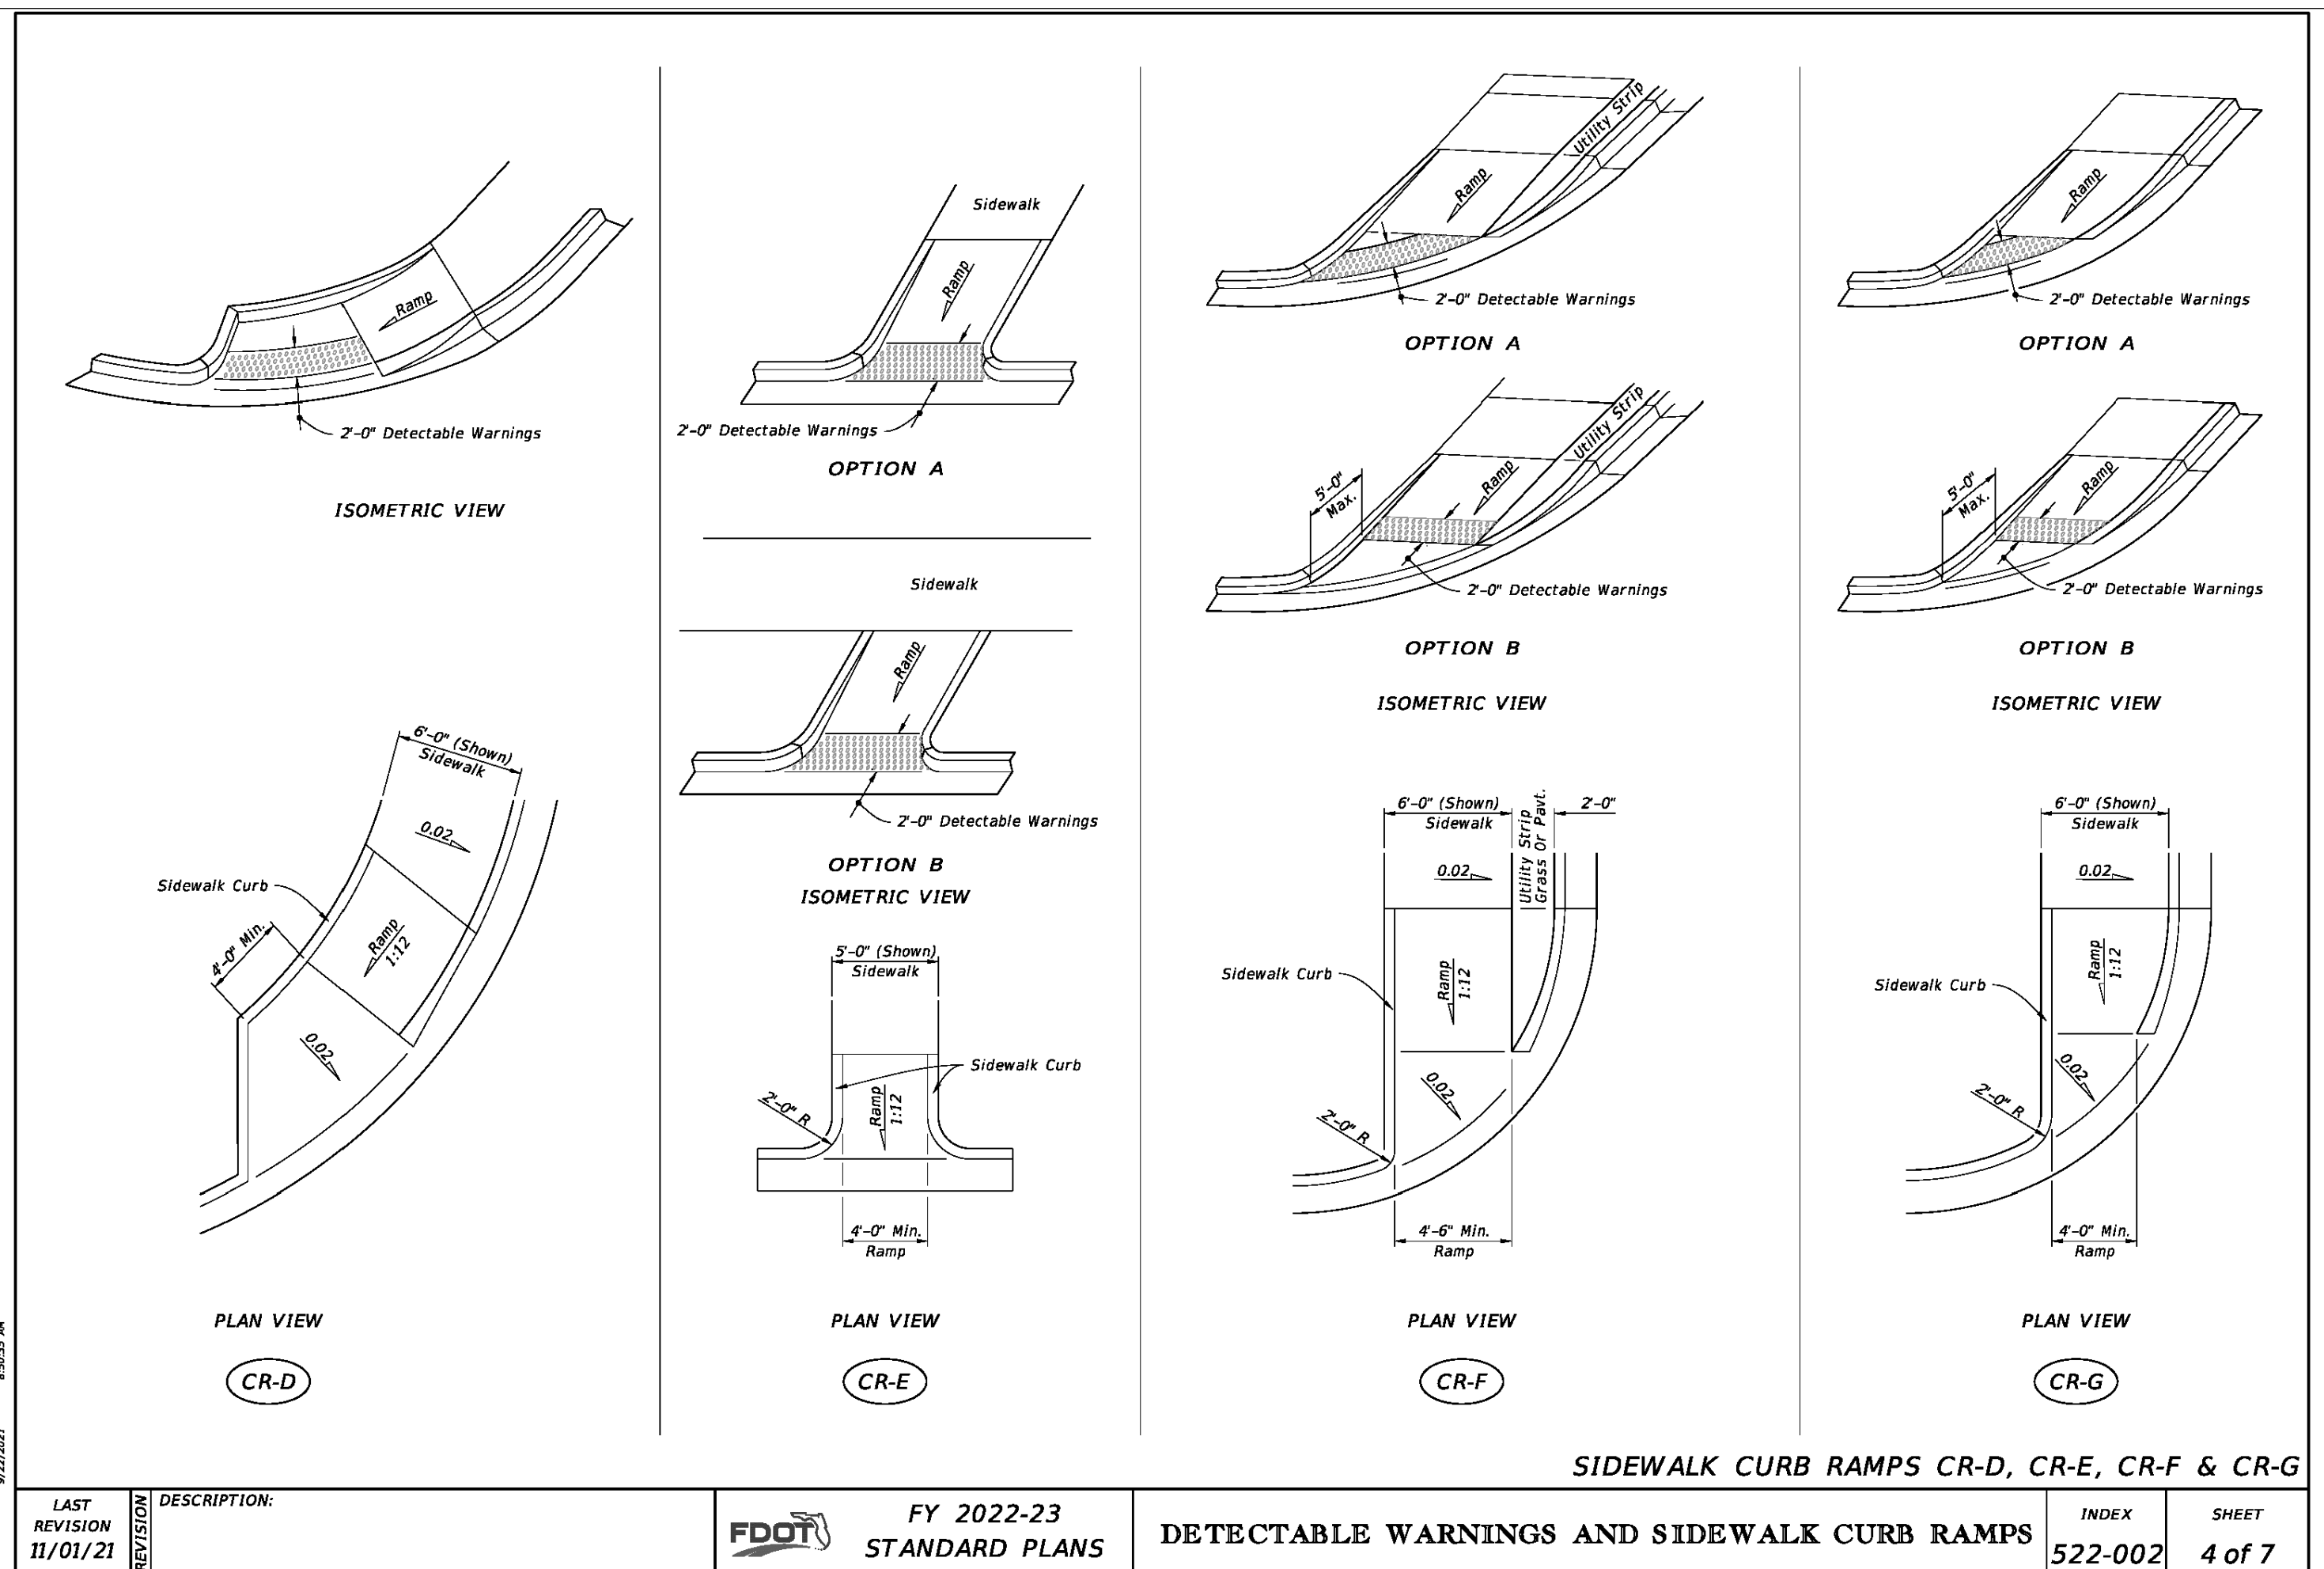 Ramp
2'-0" Detectable Warnings
ISOMETRIC VIEW
6'-0" (Shown)
Sidewalk
0.02
Sidewalk Curb
4'-0" Min.
Ramp
1:12
0.02
PLAN VIEW
CR-D
Sidewalk
Ramp
2'-0" Detectable Warnings
OPTION A
Sidewalk
Ramp
2'-0" Detectable Warnings
OPTION B
ISOMETRIC VIEW
5'-0" (Shown)
Sidewalk
Sidewalk Curb
2'-0" R
Ramp
1:12
4'-0" Min.
Ramp
PLAN VIEW
CR-E
Utility Strip
Ramp
2'-0" Detectable Warnings
OPTION A
Utility Strip
5'-0"
Max.
Ramp
2'-0" Detectable Warnings
OPTION B
ISOMETRIC VIEW
6'-0" (Shown)
Sidewalk
Utility Strip
Grass Or Pavt.
2'-0"
0.02
Sidewalk Curb
Ramp
1:12
0.02
2'-0" R
4'-6" Min.
Ramp
PLAN VIEW
CR-F
Ramp
2'-0" Detectable Warnings
OPTION A
5'-0"
Max.
Ramp
2'-0" Detectable Warnings
OPTION B
ISOMETRIC VIEW
6'-0" (Shown)
Sidewalk
0.02
Sidewalk Curb
Ramp
1:12
0.02
2'-0" R
4'-0" Min.
Ramp
PLAN VIEW
CR-G
SIDEWALK CURB RAMPS CR-D, CR-E, CR-F & CR-G
LAST
REVISION
11/01/21
REVISION
DESCRIPTION:
FDOT
FY 2022-23
STANDARD PLANS
DETECTABLE WARNINGS AND SIDEWALK CURB RAMPS
INDEX
522-002
SHEET
4 of 7